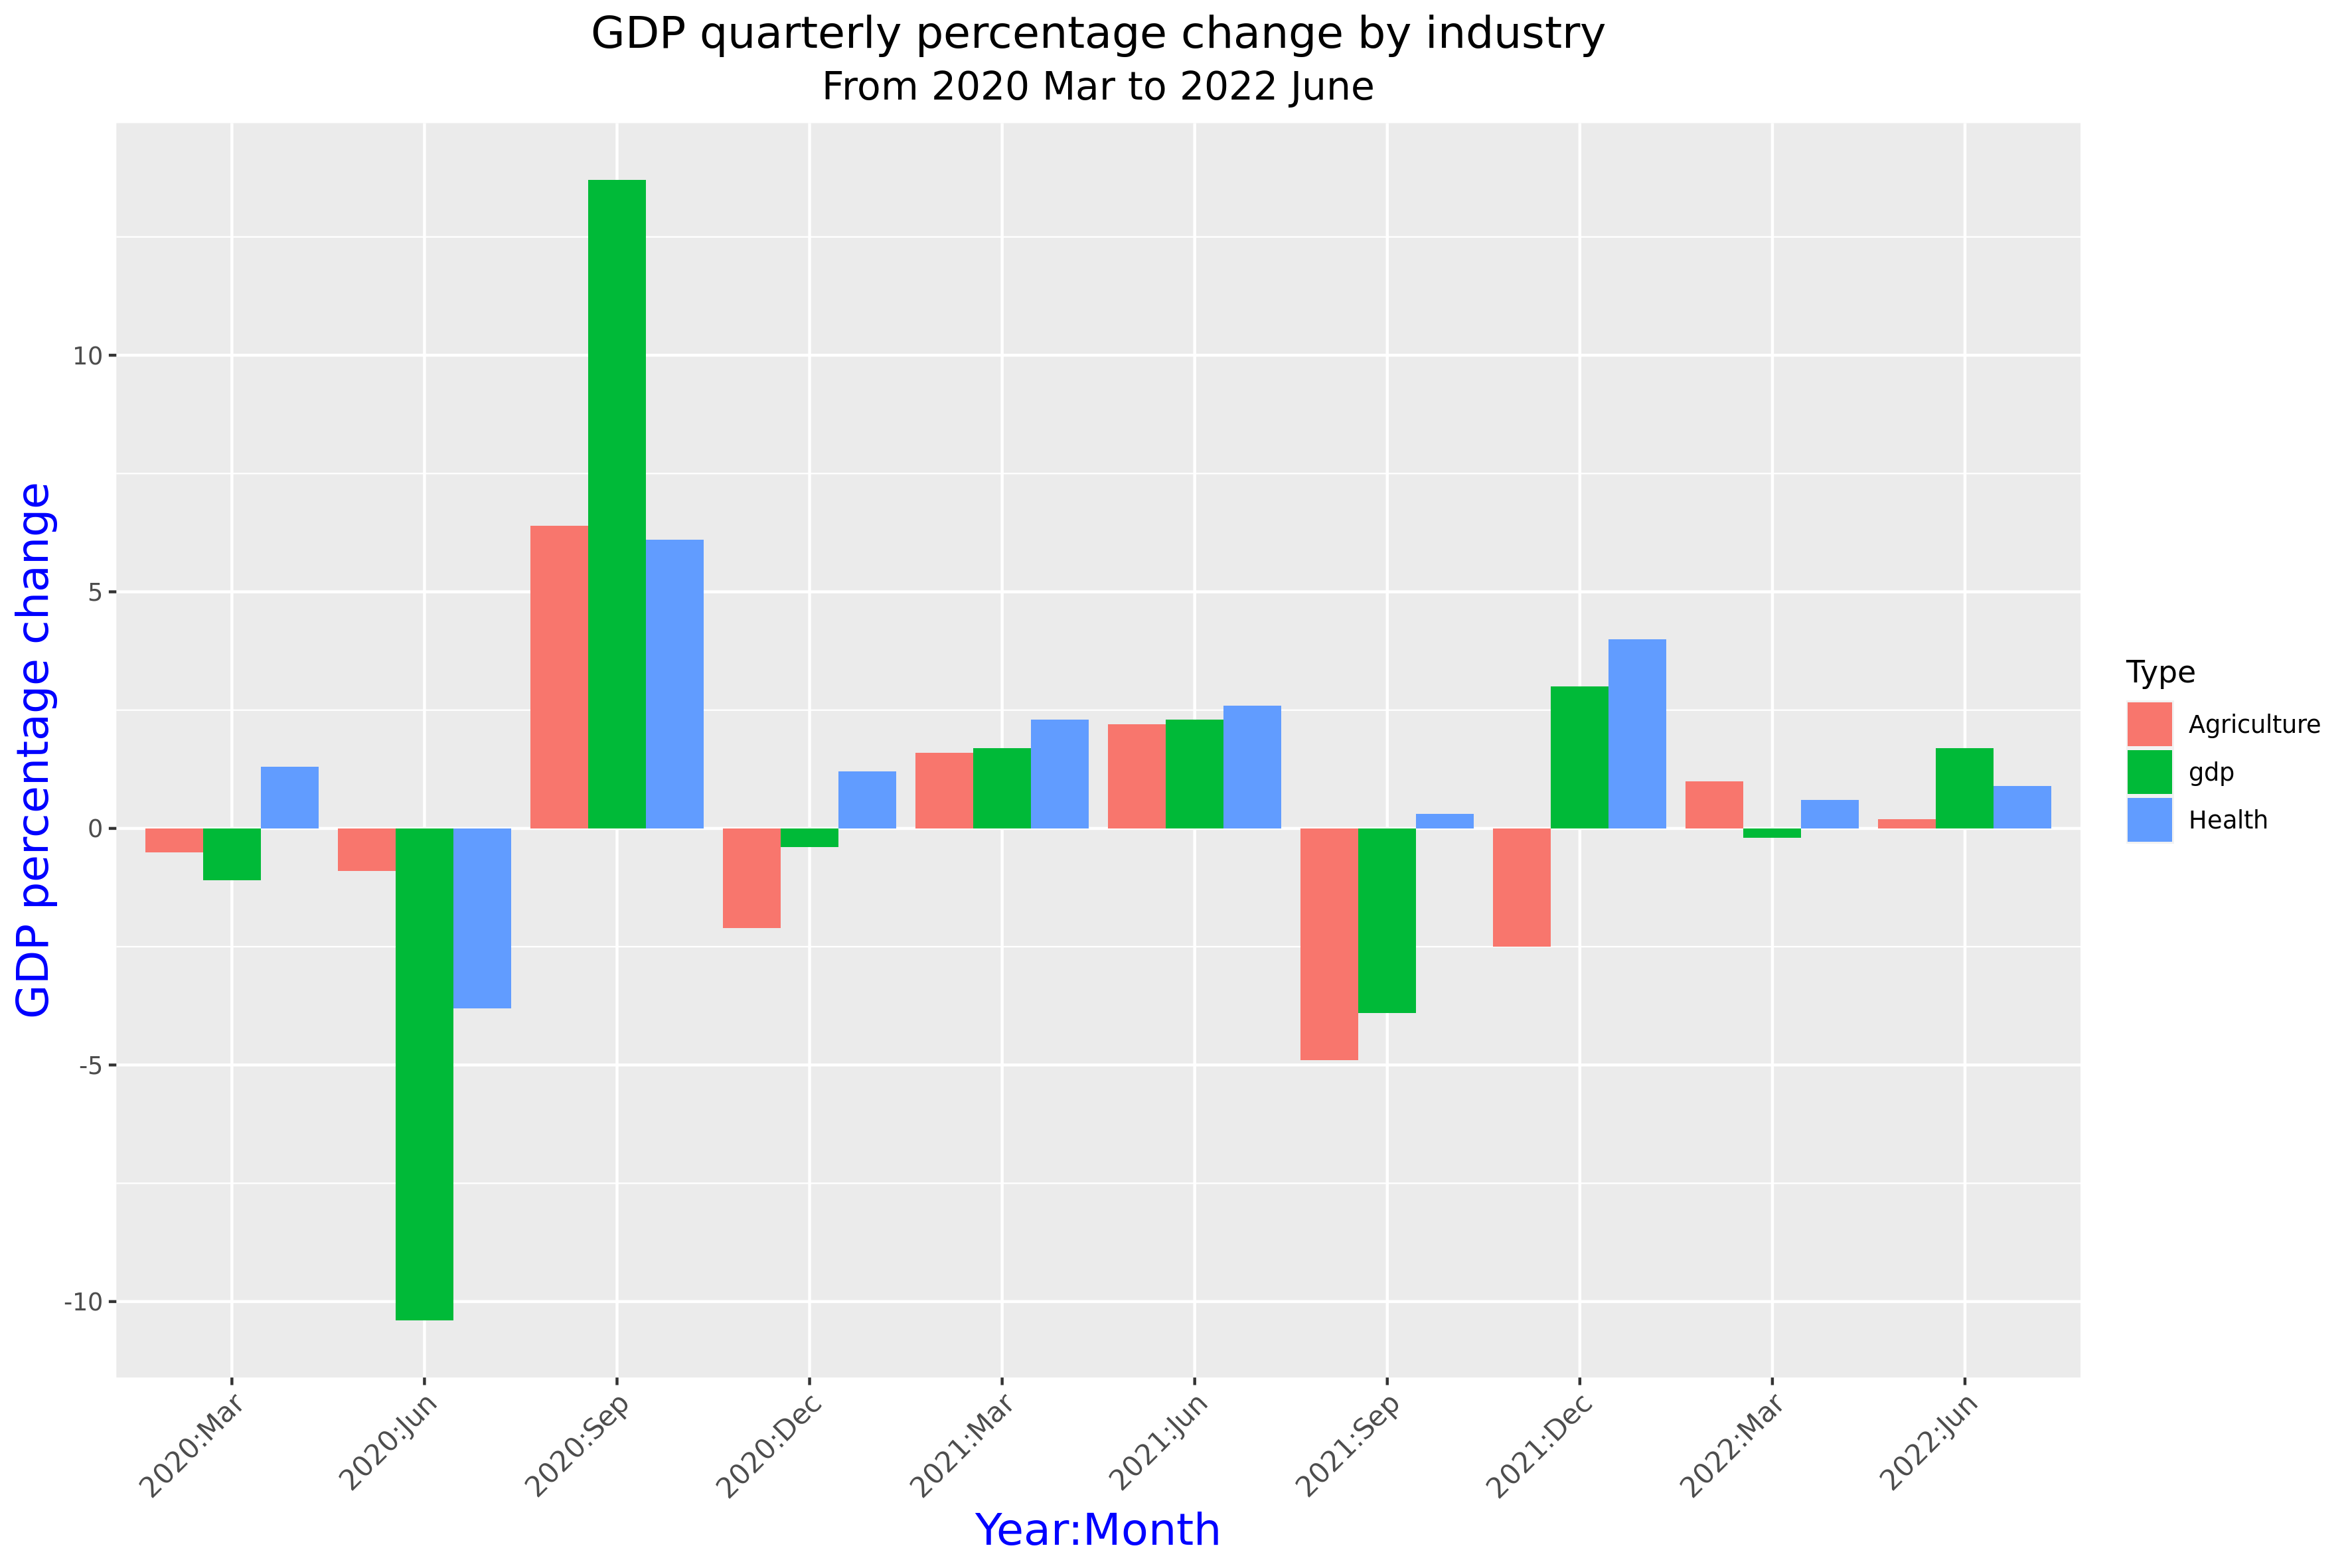 GDP quarterly percentage change by industry
From 2020 Mar to 2022 June
GDP percentage change
10
5
0
-5
-10
2020:Mar
2020:Jun
2020:Sep
2020:Dec
2021:Mar
2021:Jun
2021:Sep
2021:Dec
2022:Mar
2022:Jun
Year:Month
Type
Agriculture
gdp
Health